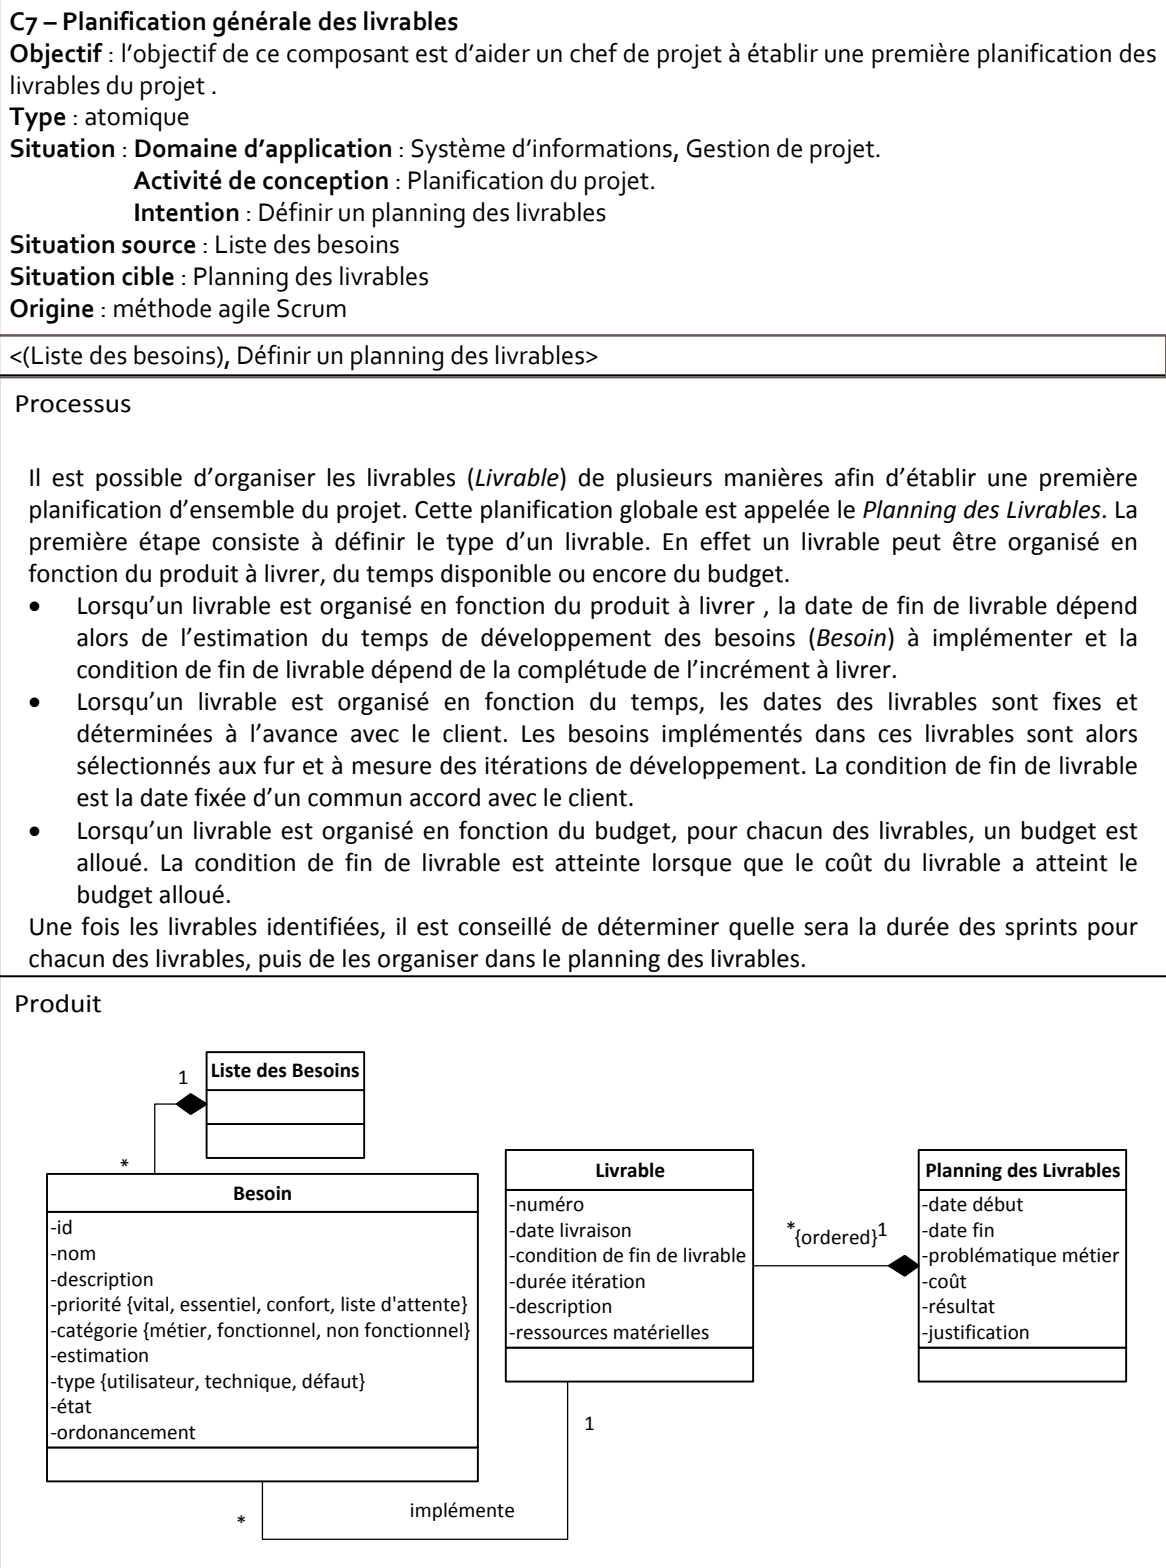 C7 – Planification générale des livrables
Objectif : l'objectif de ce composant est d'aider un chef de projet à établir une première planification des
livrables du projet .
Type : atomique
Situation : Domaine d'application : Système d'informations, Gestion de projet.
Activité de conception : Planification du projet.
Intention : Définir un planning des livrables
Situation source : Liste des besoins
Situation cible : Planning des livrables
Origine : méthode agile Scrum
<(Liste des besoins), Définir un planning des livrables>
Processus
Il est possible d'organiser les livrables (Livrable) de plusieurs manières afin d'établir une première
planification d'ensemble du projet. Cette planification globale est appelée le Planning des Livrables. La
première étape consiste à définir le type d'un livrable. En effet un livrable peut être organisé en
fonction du produit à livrer, du temps disponible ou encore du budget.
• Lorsqu'un livrable est organisé en fonction du produit à livrer , la date de fin de livrable dépend
alors de l'estimation du temps de développement des besoins (Besoin) à implémenter et la
condition de fin de livrable dépend de la complétude de l'incrément à livrer.
• Lorsqu'un livrable est organisé en fonction du temps, les dates des livrables sont fixes et
déterminées à l'avance avec le client. Les besoins implémentés dans ces livrables sont alors
sélectionnés aux fur et à mesure des itérations de développement. La condition de fin de livrable
est la date fixée d'un commun accord avec le client.
• Lorsqu'un livrable est organisé en fonction du budget, pour chacun des livrables, un budget est
alloué. La condition de fin de livrable est atteinte lorsque que le coût du livrable a atteint le
budget alloué.
Une fois les livrables identifiées, il est conseillé de déterminer quelle sera la durée des sprints pour
chacun des livrables, puis de les organiser dans le planning des livrables.
Produit
Liste des Besoins
1
*
Besoin
-id
-nom
-description
-priorité {vital, essentiel, confort, liste d'attente}
-catégorie {métier, fonctionnel, non fonctionnel}
-estimation
-type {utilisateur, technique, défaut}
-état
-ordonancement
Livrable
-numéro
-date livraison
-condition de fin de livrable
-durée itération
-description
-ressources matérielles
*
{ordered}
1
Planning des Livrables
-date début
-date fin
-problématique métier
-coût
-résultat
-justification
1
implémente
*